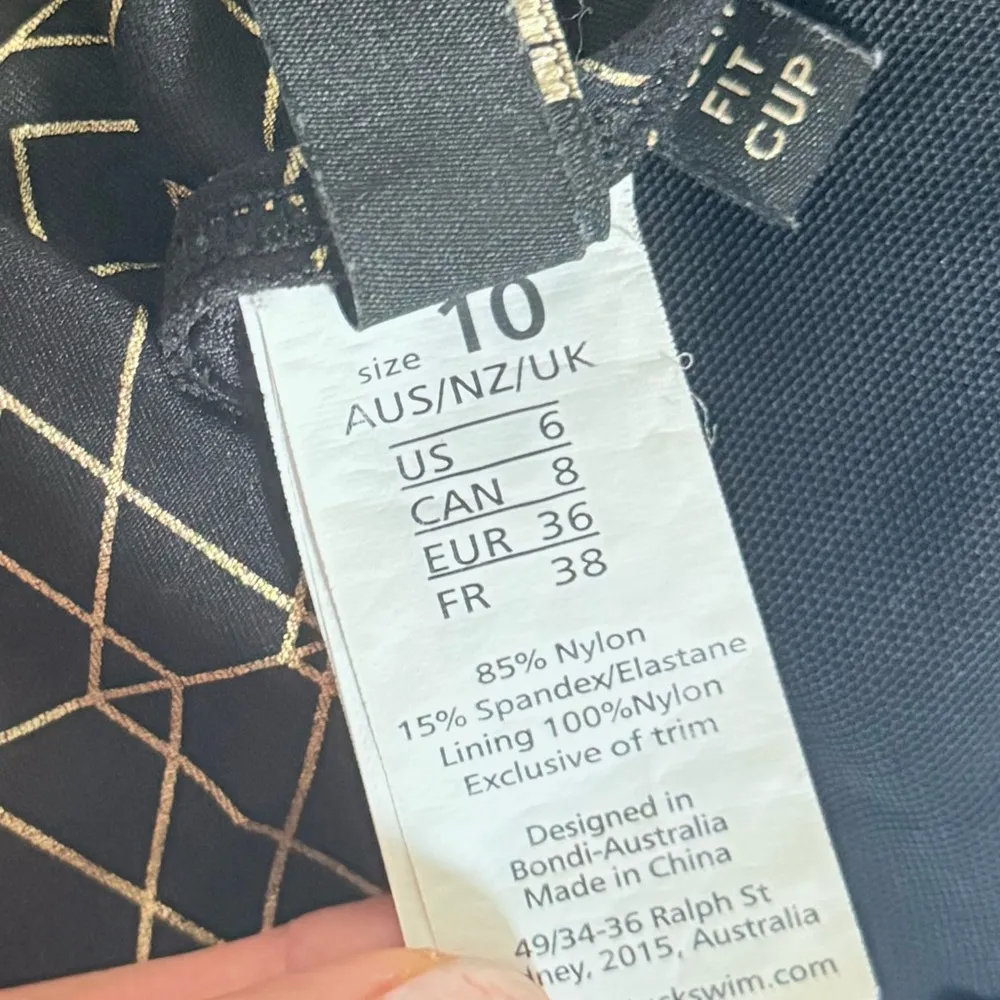 FIT
CUP
size 10
AUS/NZ/UK
US 6
CAN 8
EUR 36
FR 38
85% Nylon
15% Spandex/Elastane
Lining 100%Nylon
Exclusive of trim
Designed in
Bondi-Australia
Made in China
49/34-36 Ralph St
2015, Australia